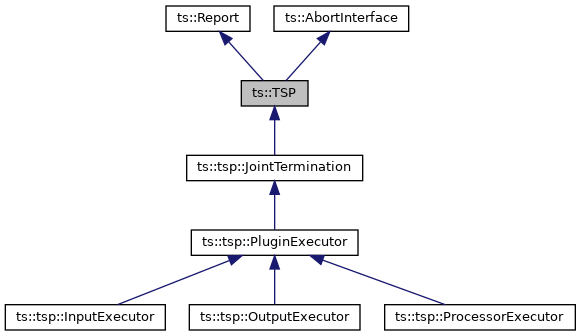 ts::Report
ts::AbortInterface
ts::TSP
ts::tsp::JointTermination
ts::tsp::PluginExecutor
ts::tsp::InputExecutor
ts::tsp::OutputExecutor
ts::tsp::ProcessorExecutor